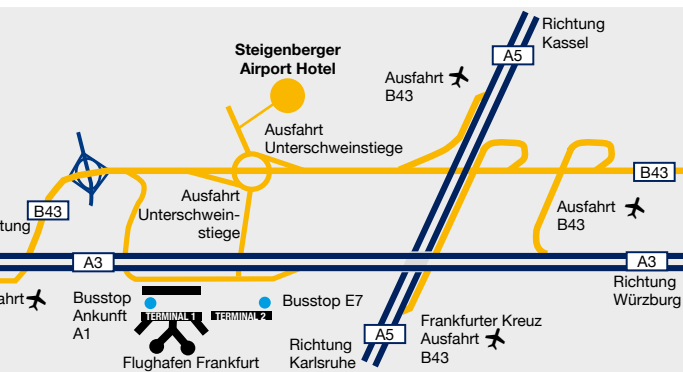 Richtung
Kassel
A5
Steigenberger
Airport Hotel
Ausfahrt
B43
Ausfahrt
Unterschweinstiege
B43
Ausfahrt
Unterschwein-
stiege
B43
Ausfahrt
B43
tung
A3
A3
Richtung
Würzburg
ahrt
Busstop
Ankunft
A1
TERMINAL 1
TERMINAL 2
Busstop E7
Flughafen Frankfurt
Richtung
Karlsruhe
A5
Frankfurter Kreuz
Ausfahrt
B43